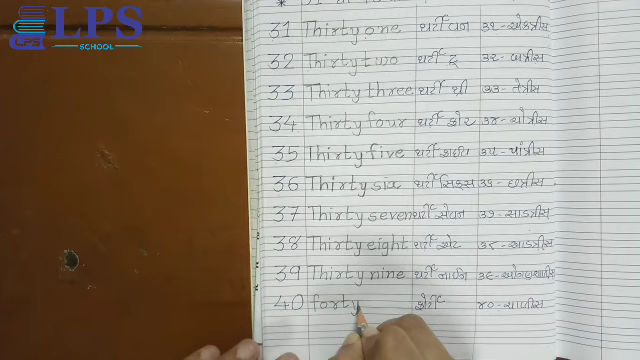 LPS
LPS
SCHOOL
31 Thirty one થર્ટી વન ૩૧-એકત્રીસ
32 Thirty two થર્ટી ટૂ ૩૨-બત્રીસ
33 Thirty three થર્ટી થ્રી ૩૩-તેત્રીસ
34 Thirty four થર્ટી ફોર ૩૪-ચોત્રીસ
35 Thirty five થર્ટી ફાઈવ ૩૫-પાંત્રીસ
36 Thirty six થર્ટી સિક્સ ૩૬-છત્રીસ
37 Thirty seven થર્ટી સેવન ૩૭-સાડત્રીસ
38 Thirty eight થર્ટી એટ ૩૮-આડત્રીસ
39 Thirty nine થર્ટી નાઈન ૩૯-ઓગણચાળીસ
40 forty ફોર્ટી ૪૦-ચાળીસ